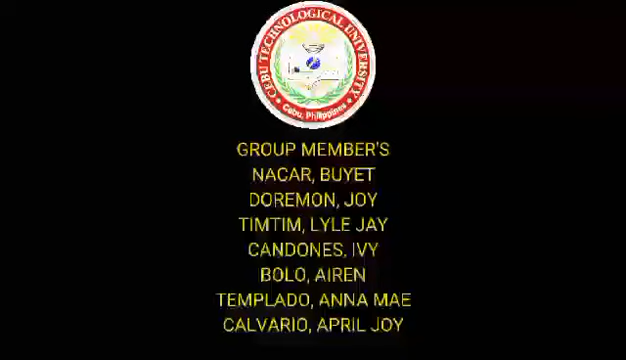 CEBU TECHNOLOGICAL UNIVERSITY
Cebu, Philippines
GROUP MEMBER'S
NACAR, BUYET
DOREMON, JOY
TIMTIM, LYLE JAY
CANDONES, IVY
BOLO, AIREN
TEMPLADO, ANNA MAE
CALVARIO, APRIL JOY